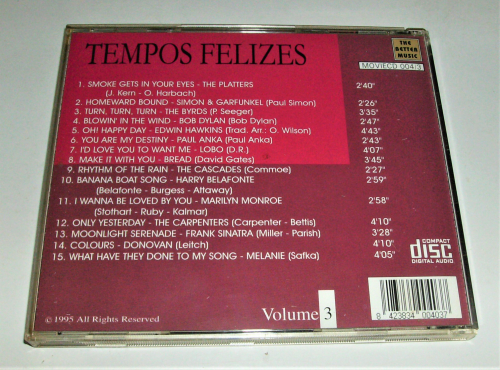 TEMPOS FELIZES
THE
BETTER
MUSIC
MOVIECD 004/3
1. SMOKE GETS IN YOUR EYES - THE PLATTERS 2'40"
(J. Kern - O. Harbach)
2. HOMEWARD BOUND - SIMON & GARFUNKEL (Paul Simon) 2'26"
3. TURN, TURN, TURN - THE BYRDS (P. Seeger) 3'35"
4. BLOWIN' IN THE WIND - BOB DYLAN (Bob Dylan) 2'47"
5. OH! HAPPY DAY - EDWIN HAWKINS (Trad. Arr.: O. Wilson) 4'43"
6. YOU ARE MY DESTINY - PAUL ANKA (Paul Anka) 2'43"
7. I'D LOVE YOU TO WANT ME - LOBO (D.R.) 4'07"
8. MAKE IT WITH YOU - BREAD (David Gates) 3'45"
9. RHYTHM OF THE RAIN - THE CASCADES (Commoe) 2'27"
10. BANANA BOAT SONG - HARRY BELAFONTE 2'59"
(Belafonte - Burgess - Attaway)
11. I WANNA BE LOVED BY YOU - MARILYN MONROE 2'58"
(Stothart - Ruby - Kalmar)
12. ONLY YESTERDAY - THE CARPENTERS (Carpenter - Bettis) 4'10"
13. MOONLIGHT SERENADE - FRANK SINATRA (Miller - Parish) 3'28"
14. COLOURS - DONOVAN (Leitch) 4'10"
15. WHAT HAVE THEY DONE TO MY SONG - MELANIE (Safka) 4'05"
COMPACT
disc
DIGITAL AUDIO
© 1995 All Rights Reserved
Volume 3
8 423834 004037